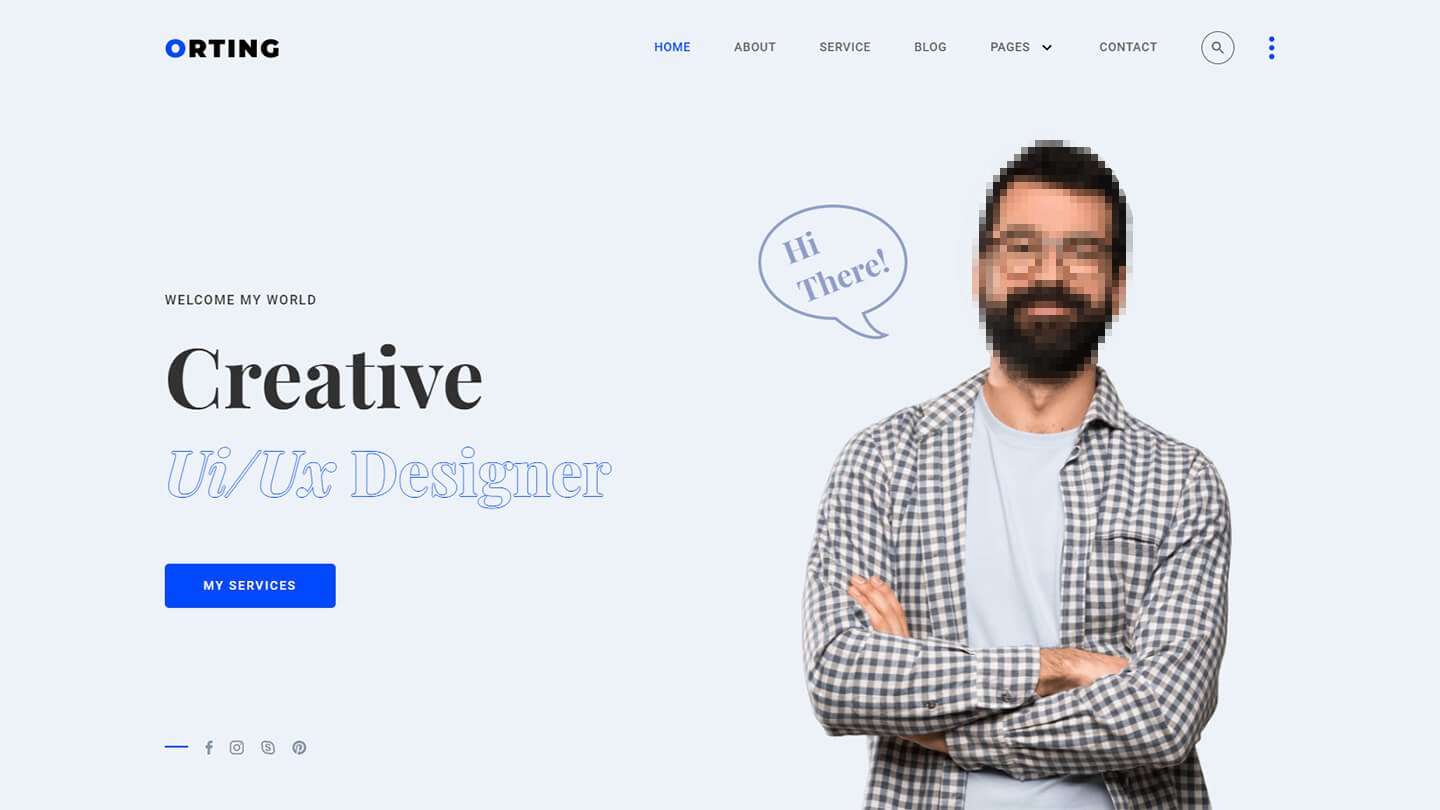 ORTING
HOME ABOUT SERVICE BLOG PAGES CONTACT
Hi
There!
WELCOME MY WORLD
Creative
Ui/Ux Designer
MY SERVICES